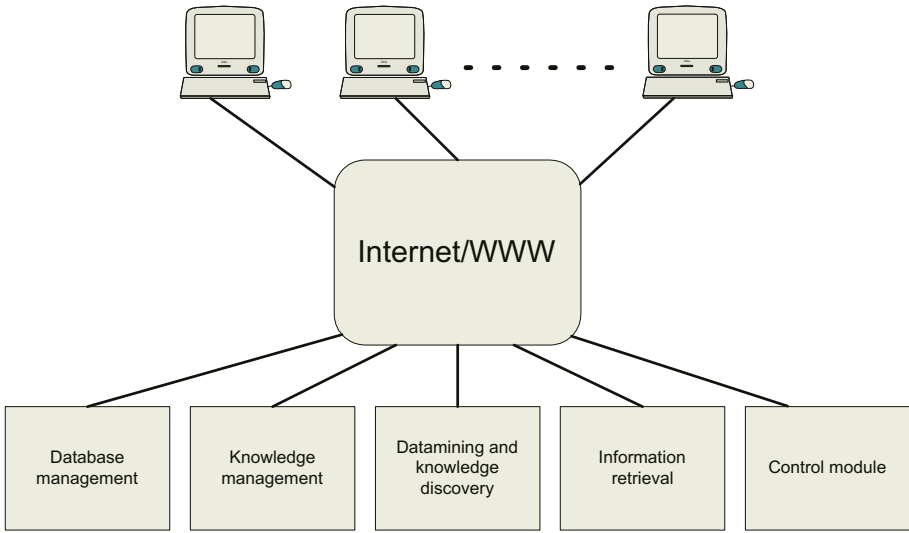 Internet/WWW
Database
management
Knowledge
management
Datamining and
knowledge
discovery
Information
retrieval
Control module